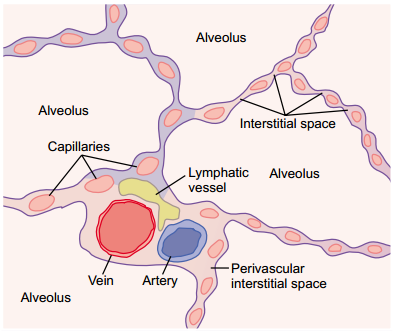 Alveolus
Alveolus
Interstitial space
Capillaries
Lymphatic
vessel
Alveolus
Vein
Artery
Perivascular
interstitial space
Alveolus